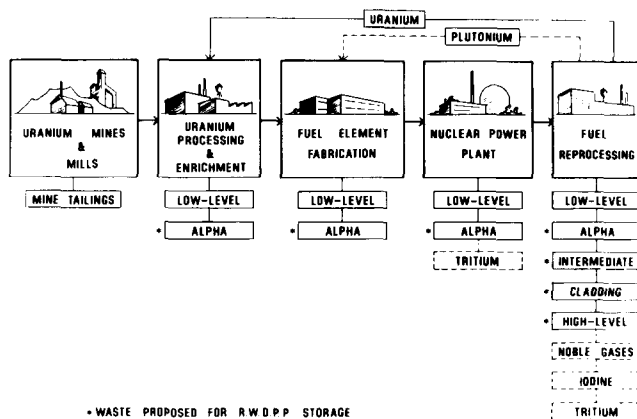 URANIUM
PLUTONIUM
URANIUM MINES
&
MILLS
URANIUM
PROCESSING
&
ENRICHMENT
FUEL ELEMENT
FABRICATION
NUCLEAR POWER
PLANT
FUEL
REPROCESSING
MINE TAILINGS
LOW-LEVEL
* ALPHA
LOW-LEVEL
* ALPHA
LOW-LEVEL
* ALPHA
TRITIUM
LOW-LEVEL
* ALPHA
* INTERMEDIATE
* CLADDING
* HIGH-LEVEL
NOBLE GASES
IODINE
TRITIUM
* WASTE PROPOSED FOR R.W.D.P.P STORAGE